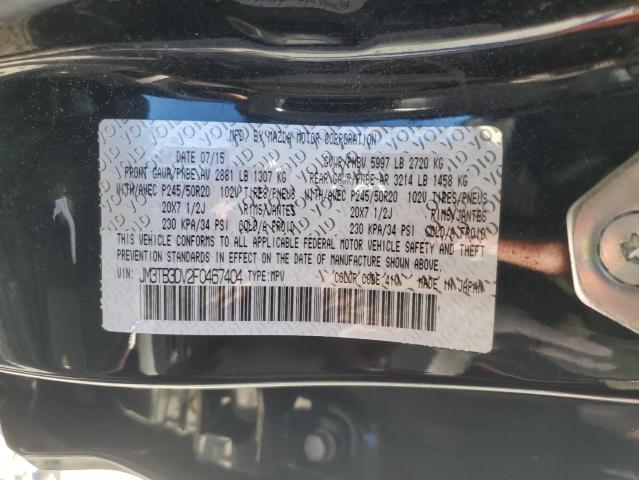 MFD. BY MAZDA MOTOR CORPORATION
DATE 07/15 GVWR/PNBV 5997 LB 2720 KG
FRONT GAWR/PNBE AV 2881 LB 1307 KG REAR GAWR/PNBE AR 3214 LB 1458 KG
WITH/AVEC P245/50R20 102V TIRES/PNEUS WITH/AVEC P245/50R20 102V TIRES/PNEUS
20X7 1/2J RIMS/JANTES 20X7 1/2J RIMS/JANTES
230 KPA/34 PSI COLD/A FROID 230 KPA/34 PSI COLD/A FROID
THIS VEHICLE CONFORMS TO ALL APPLICABLE FEDERAL MOTOR VEHICLE SAFETY AND THEFT
PREVENTION STANDARDS IN EFFECT ON THE DATE OF MANUFACTURE SHOWN ABOVE.
VIN: JM3TB3DV2F0467404 TYPE: MPV COLOR CODE 41W MADE IN JAPAN